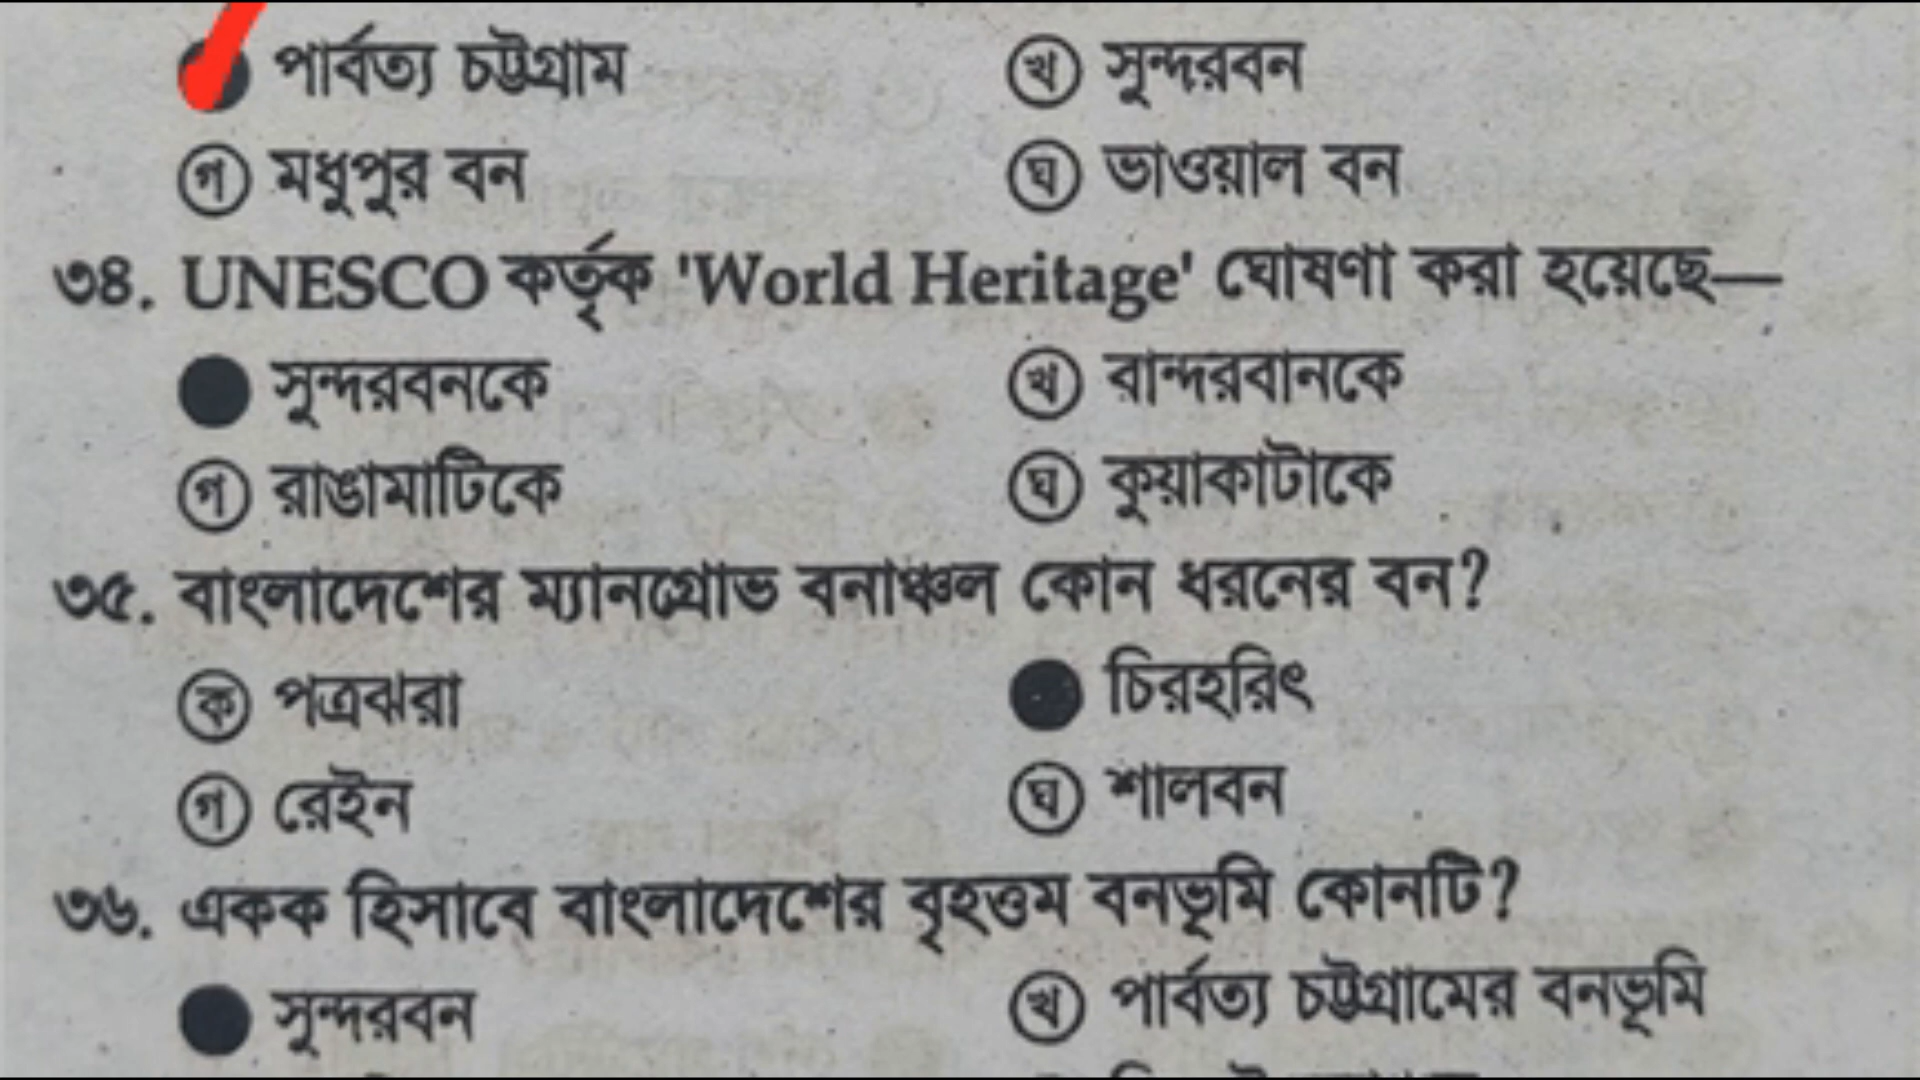 পার্বত্য চট্টগ্রাম খ সুন্দরবন
গ মধুপুর বন ঘ ভাওয়াল বন
৩৪. UNESCO কর্তৃক 'World Heritage' ঘোষণা করা হয়েছে—
সুন্দরবনকে খ বান্দরবানকে
গ রাঙামাটিকে ঘ কুয়াকাটাকে
৩৫. বাংলাদেশের ম্যানগ্রোভ বনাঞ্চল কোন ধরনের বন?
ক পত্রঝরা চিরহরিৎ
গ রেইন ঘ শালবন
৩৬. একক হিসাবে বাংলাদেশের বৃহত্তম বনভূমি কোনটি?
সুন্দরবন খ পার্বত্য চট্টগ্রামের বনভূমি